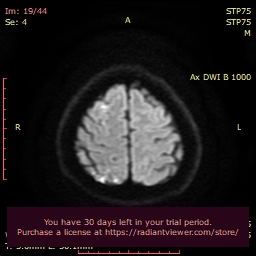 Im: 19/44
Se: 4
A
STP75
STP75
M
Ax DWI B 1000
R
L
You have 30 days left in your trial period.
Purchase a license at https://radiantviewer.com/store/